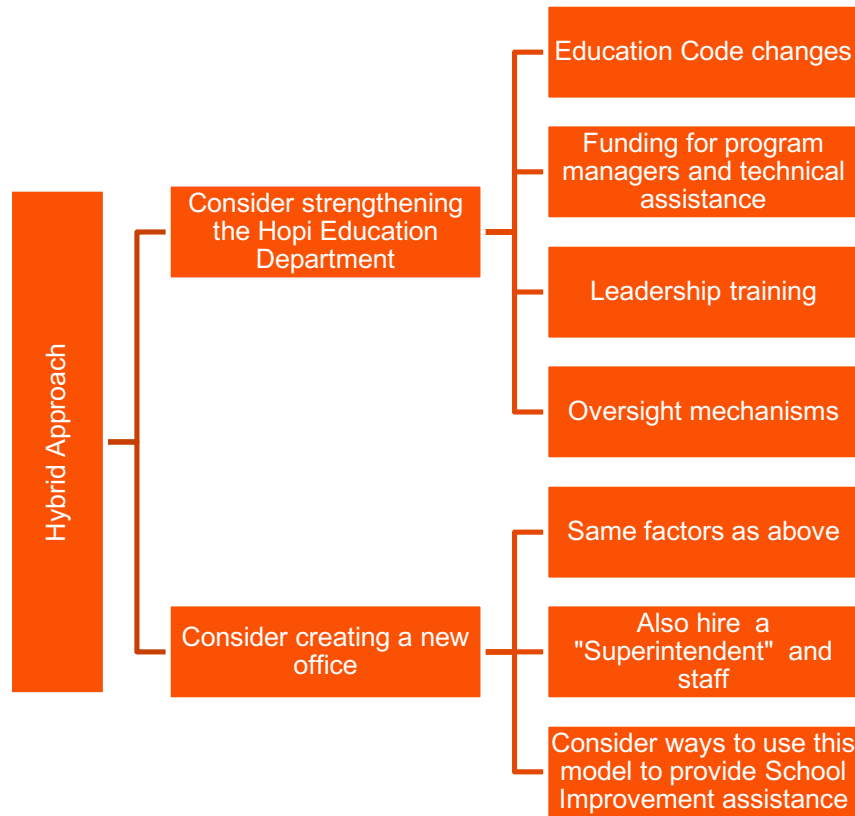 Hybrid Approach
Consider strengthening
the Hopi Education
Department
Education Code changes
Funding for program
managers and technical
assistance
Leadership training
Oversight mechanisms
Consider creating a new
office
Same factors as above
Also hire  a
"Superintendent"  and
staff
Consider ways to use this
model to provide School
Improvement assistance